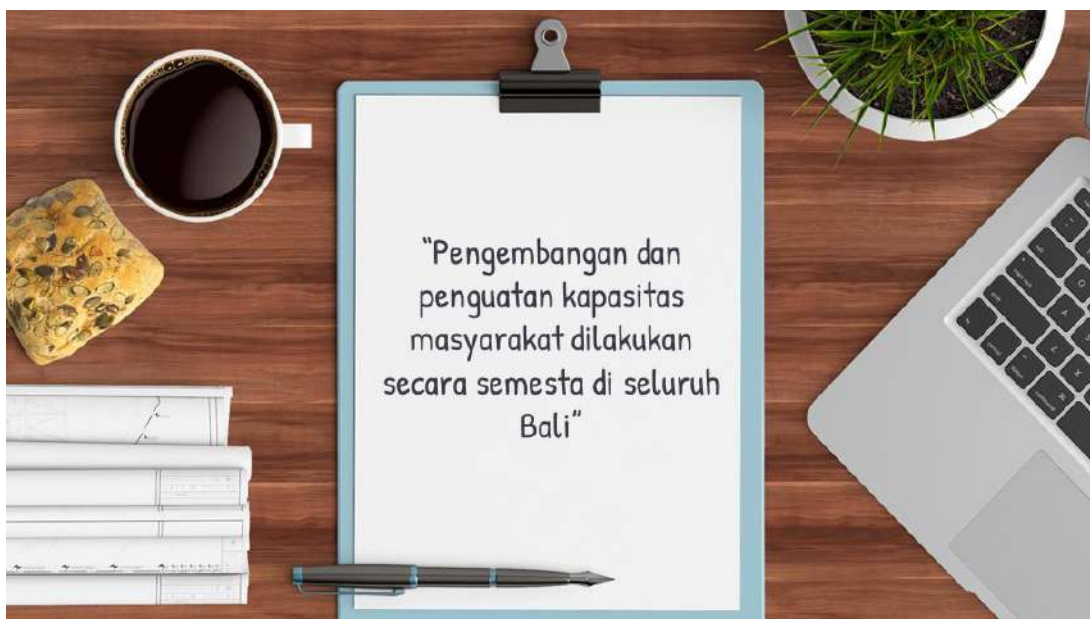 “Pengembangan dan
penguatan kapasitas
masyarakat dilakukan
secara semesta di seluruh
Bali”